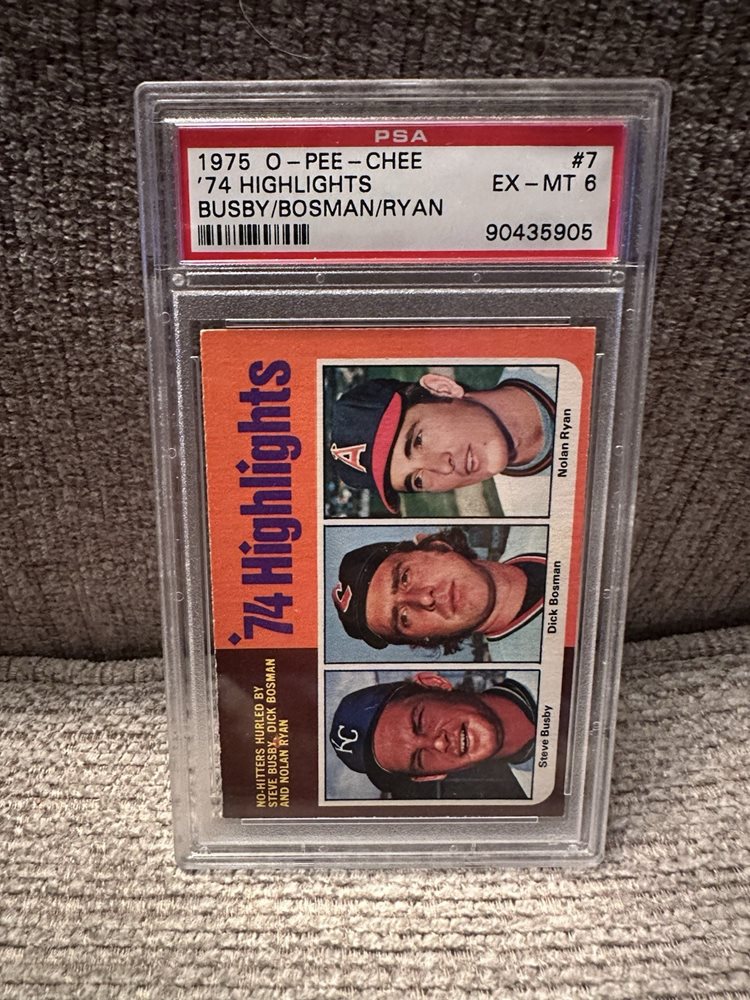 PSA
1975 O-PEE-CHEE #7
'74 HIGHLIGHTS EX-MT 6
BUSBY/BOSMAN/RYAN
90435905
'74 Highlights
NO-HITTERS HURLED BY
STEVE BUSBY, DICK BOSMAN
AND NOLAN RYAN
A
Nolan Ryan
C
Dick Bosman
KC
Steve Busby